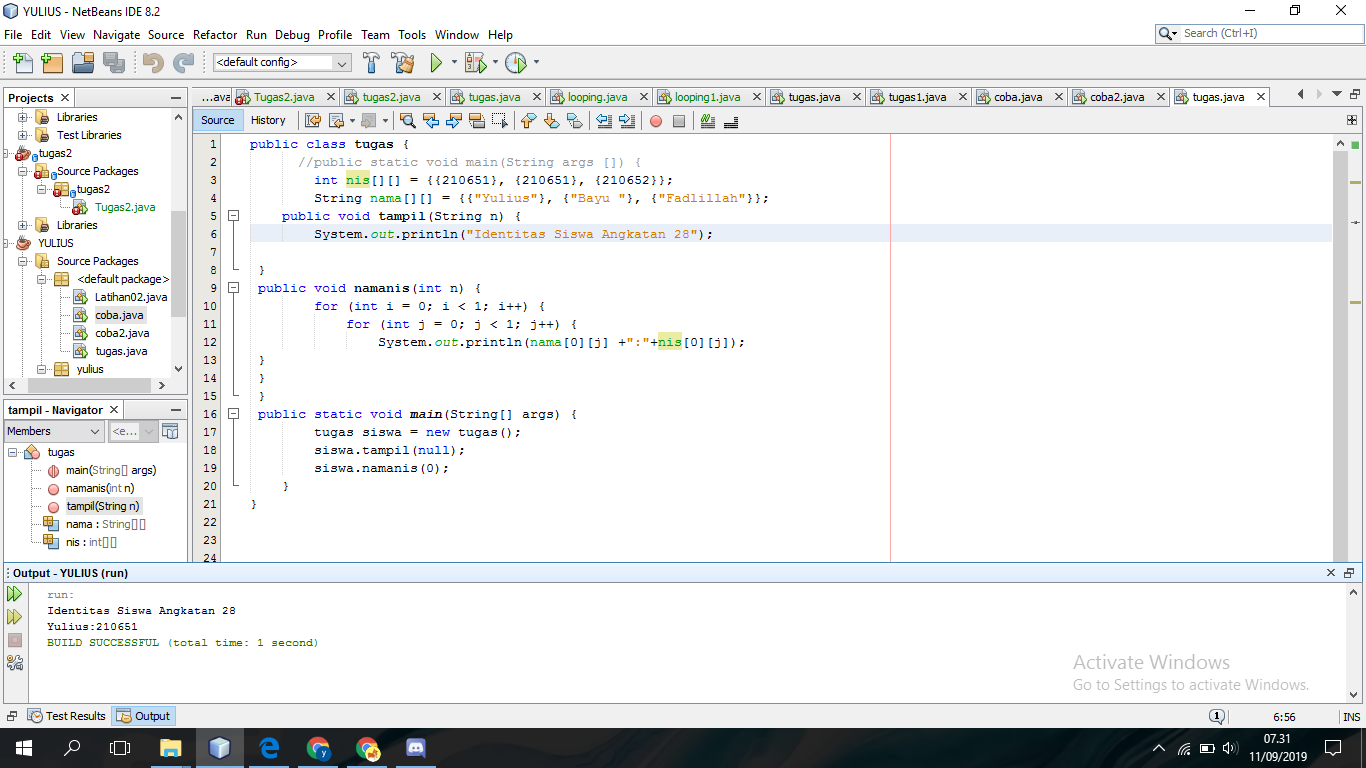 YULIUS - NetBeans IDE 8.2
File Edit View Navigate Source Refactor Run Debug Profile Team Tools Window Help
Search (Ctrl+I)
<default config>
Projects
Libraries
Test Libraries
tugas2
Source Packages
tugas2
Tugas2.java
Libraries
YULIUS
Source Packages
<default package>
Latihan02.java
coba.java
coba2.java
tugas.java
yulius
tampil - Navigator
Members
<e...
tugas
main(String[] args)
namanis(int n)
tampil(String n)
nama : String[][]
nis : int[][]
...ava Tugas2.java tugas2.java tugas.java looping.java looping1.java tugas.java tugas1.java coba.java coba2.java tugas.java
Source History
1 public class tugas {
2 //public static void main(String args []) {
3 int nis[][] = {{210651}, {210651}, {210652}};
4 String nama[][] = {{"Yulius"}, {"Bayu "}, {"Fadlillah"}};
5 public void tampil(String n) {
6 System.out.println("Identitas Siswa Angkatan 28");
7
8 }
9 public void namanis(int n) {
10 for (int i = 0; i < 1; i++) {
11 for (int j = 0; j < 1; j++) {
12 System.out.println(nama[0][j] +":"+nis[0][j]);
13 }
14 }
15 }
16 public static void main(String[] args) {
17 tugas siswa = new tugas();
18 siswa.tampil(null);
19 siswa.namanis(0);
20 }
21 }
22
23
24
Output - YULIUS (run)
run:
Identitas Siswa Angkatan 28
Yulius:210651
BUILD SUCCESSFUL (total time: 1 second)
Activate Windows
Go to Settings to activate Windows.
Test Results Output
1 6:56 INS
07.31
11/09/2019